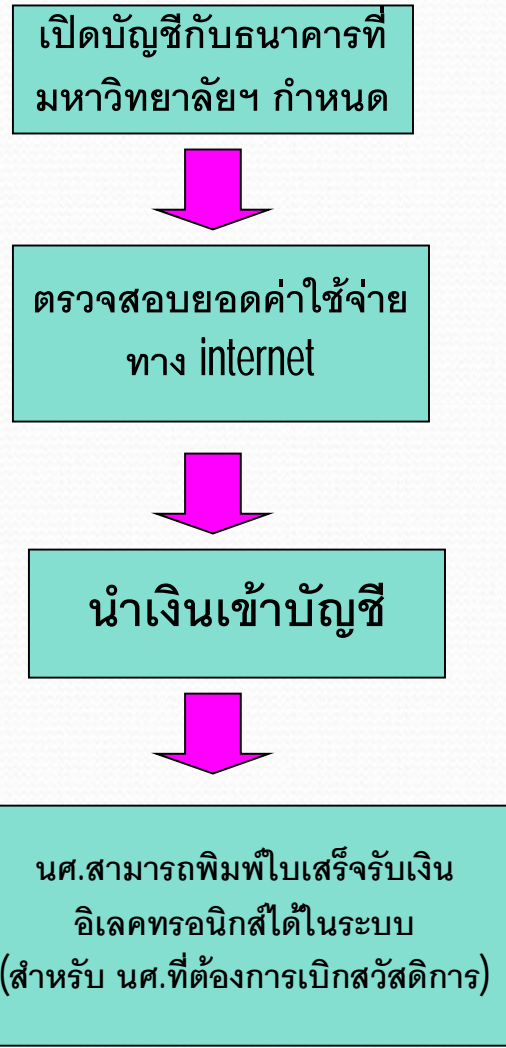 เปิดบัญชีกับธนาคารที่
มหาวิทยาลัยฯ กำหนด
ตรวจสอบยอดค่าใช้จ่าย
ทาง internet
นำเงินเข้าบัญชี
นศ.สามารถพิมพ์ใบเสร็จรับเงิน
อิเลคทรอนิกส์ได้ในระบบ
(สำหรับ นศ.ที่ต้องการเบิกสวัสดิการ)